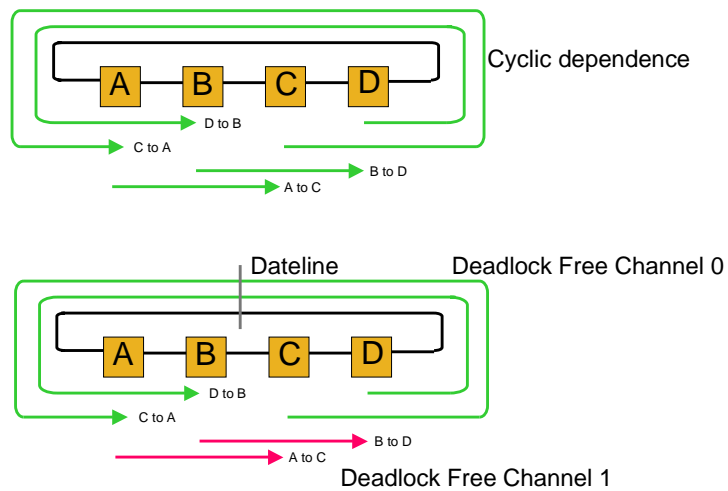 Cyclic dependence
A B C D
D to B
C to A
B to D
A to C
Dateline Deadlock Free Channel 0
A B C D
D to B
C to A
B to D
A to C
Deadlock Free Channel 1